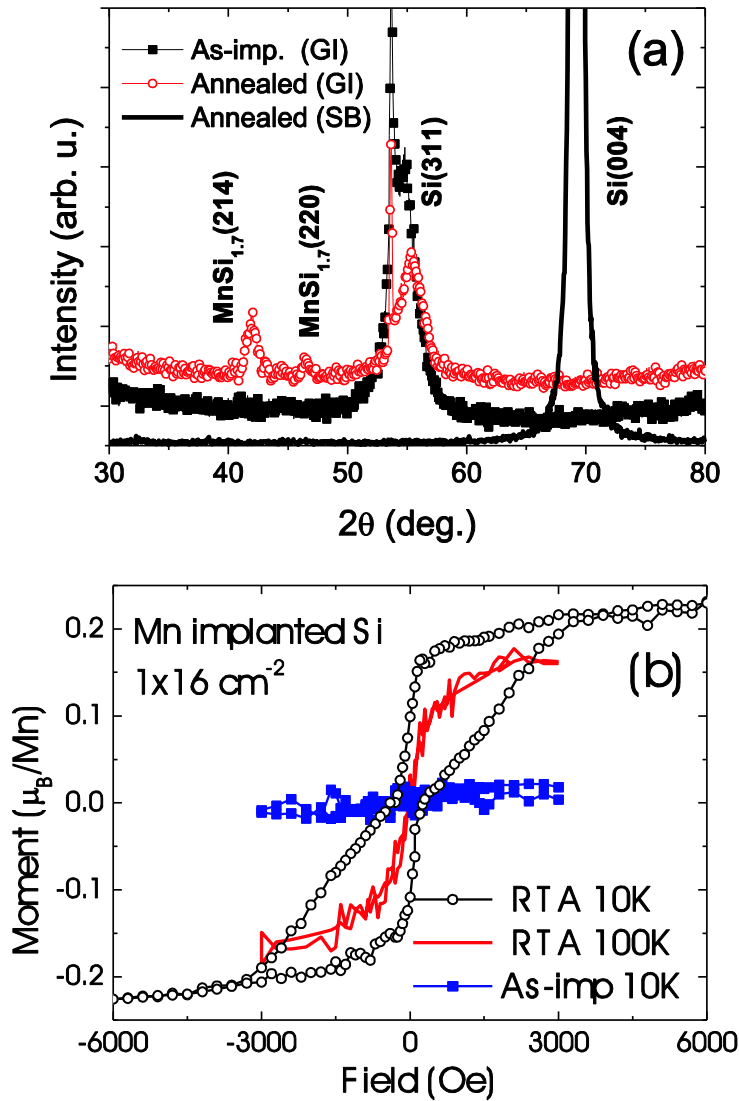 (a)
As-imp. (GI)
Annealed (GI)
Annealed (SB)
MnSi1.7(214)
MnSi1.7(220)
Si(311)
Si(004)
Intensity (arb. u.)
30 40 50 60 70 80
2θ (deg.)
Mn implanted Si
1x16 cm-2
(b)
0.2
0.1
0.0
-0.1
-0.2
Moment (μB/Mn)
RTA 10K
RTA 100K
As-imp 10K
-6000 -3000 0 3000 6000
Field (Oe)